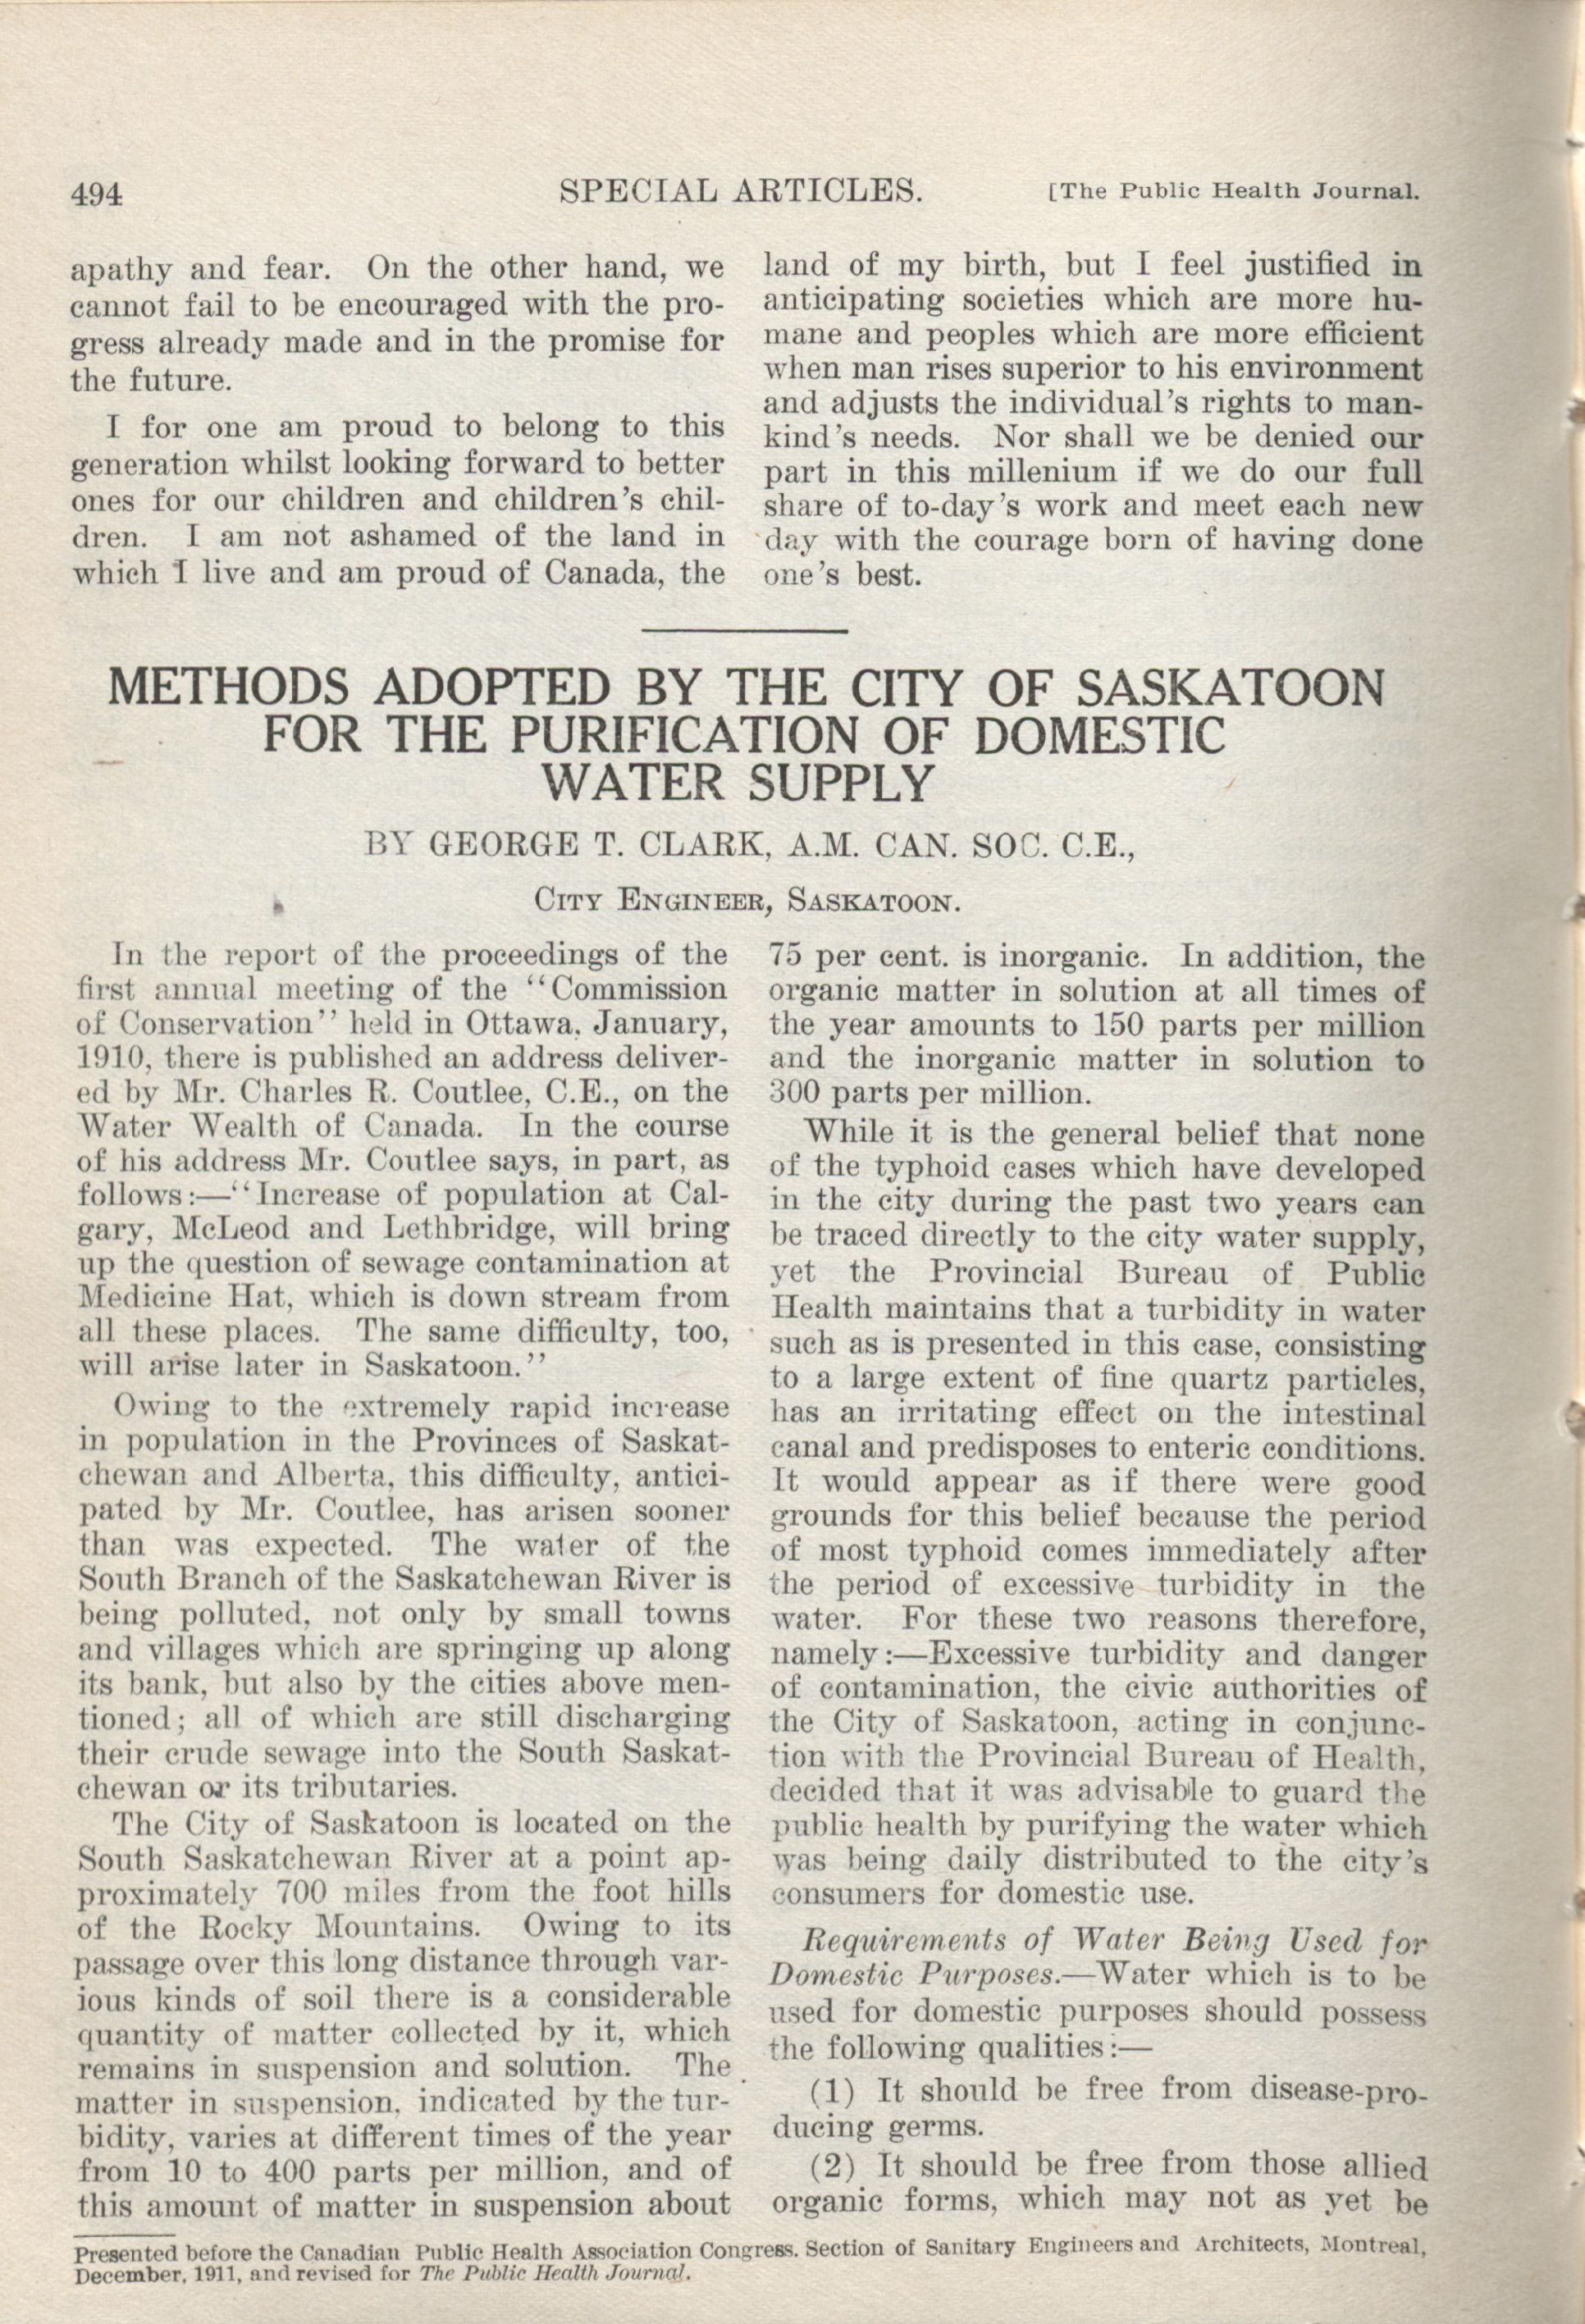 494
SPECIAL ARTICLES.
[The Public Health Journal.
apathy and fear. On the other hand, we
cannot fail to be encouraged with the pro-
gress already made and in the promise for
the future.
I for one am proud to belong to this
generation whilst looking forward to better
ones for our children and children's chil-
dren. I am not ashamed of the land in
which I live and am proud of Canada, the
land of my birth, but I feel justified in
anticipating societies which are more hu-
mane and peoples which are more efficient
when man rises superior to his environment
and adjusts the individual's rights to man-
kind's needs. Nor shall we be denied our
part in this millenium if we do our full
share of to-day's work and meet each new
day with the courage born of having done
one's best.
METHODS ADOPTED BY THE CITY OF SASKATOON
FOR THE PURIFICATION OF DOMESTIC
WATER SUPPLY
BY GEORGE T. CLARK, A.M. CAN. SOC. C.E.,
CITY ENGINEER, SASKATOON.
In the report of the proceedings of the
first annual meeting of the "Commission
of Conservation" held in Ottawa, January,
1910, there is published an address deliver-
ed by Mr. Charles R. Coutlee, C.E., on the
Water Wealth of Canada. In the course
of his address Mr. Coutlee says, in part, as
follows:—"Increase of population at Cal-
gary, McLeod and Lethbridge, will bring
up the question of sewage contamination at
Medicine Hat, which is down stream from
all these places. The same difficulty, too,
will arise later in Saskatoon."
Owing to the extremely rapid increase
in population in the Provinces of Saskat-
chewan and Alberta, this difficulty, antici-
pated by Mr. Coutlee, has arisen sooner
than was expected. The water of the
South Branch of the Saskatchewan River is
being polluted, not only by small towns
and villages which are springing up along
its bank, but also by the cities above men-
tioned; all of which are still discharging
their crude sewage into the South Saskat-
chewan or its tributaries.
The City of Saskatoon is located on the
South Saskatchewan River at a point ap-
proximately 700 miles from the foot hills
of the Rocky Mountains. Owing to its
passage over this long distance through var-
ious kinds of soil there is a considerable
quantity of matter collected by it, which
remains in suspension and solution. The
matter in suspension, indicated by the tur-
bidity, varies at different times of the year
from 10 to 400 parts per million, and of
this amount of matter in suspension about
75 per cent. is inorganic. In addition, the
organic matter in solution at all times of
the year amounts to 150 parts per million
and the inorganic matter in solution to
300 parts per million.
While it is the general belief that none
of the typhoid cases which have developed
in the city during the past two years can
be traced directly to the city water supply,
yet the Provincial Bureau of Public
Health maintains that a turbidity in water
such as is presented in this case, consisting
to a large extent of fine quartz particles,
has an irritating effect on the intestinal
canal and predisposes to enteric conditions.
It would appear as if there were good
grounds for this belief because the period
of most typhoid comes immediately after
the period of excessive turbidity in the
water. For these two reasons therefore,
namely:—Excessive turbidity and danger
of contamination, the civic authorities of
the City of Saskatoon, acting in conjunc-
tion with the Provincial Bureau of Health,
decided that it was advisable to guard the
public health by purifying the water which
was being daily distributed to the city's
consumers for domestic use.
Requirements of Water Being Used for
Domestic Purposes.—Water which is to be
used for domestic purposes should possess
the following qualities:—
(1) It should be free from disease-pro-
ducing germs.
(2) It should be free from those allied
organic forms, which may not as yet be
Presented before the Canadian Public Health Association Congress. Section of Sanitary Engineers and Architects, Montreal,
December, 1911, and revised for The Public Health Journal.